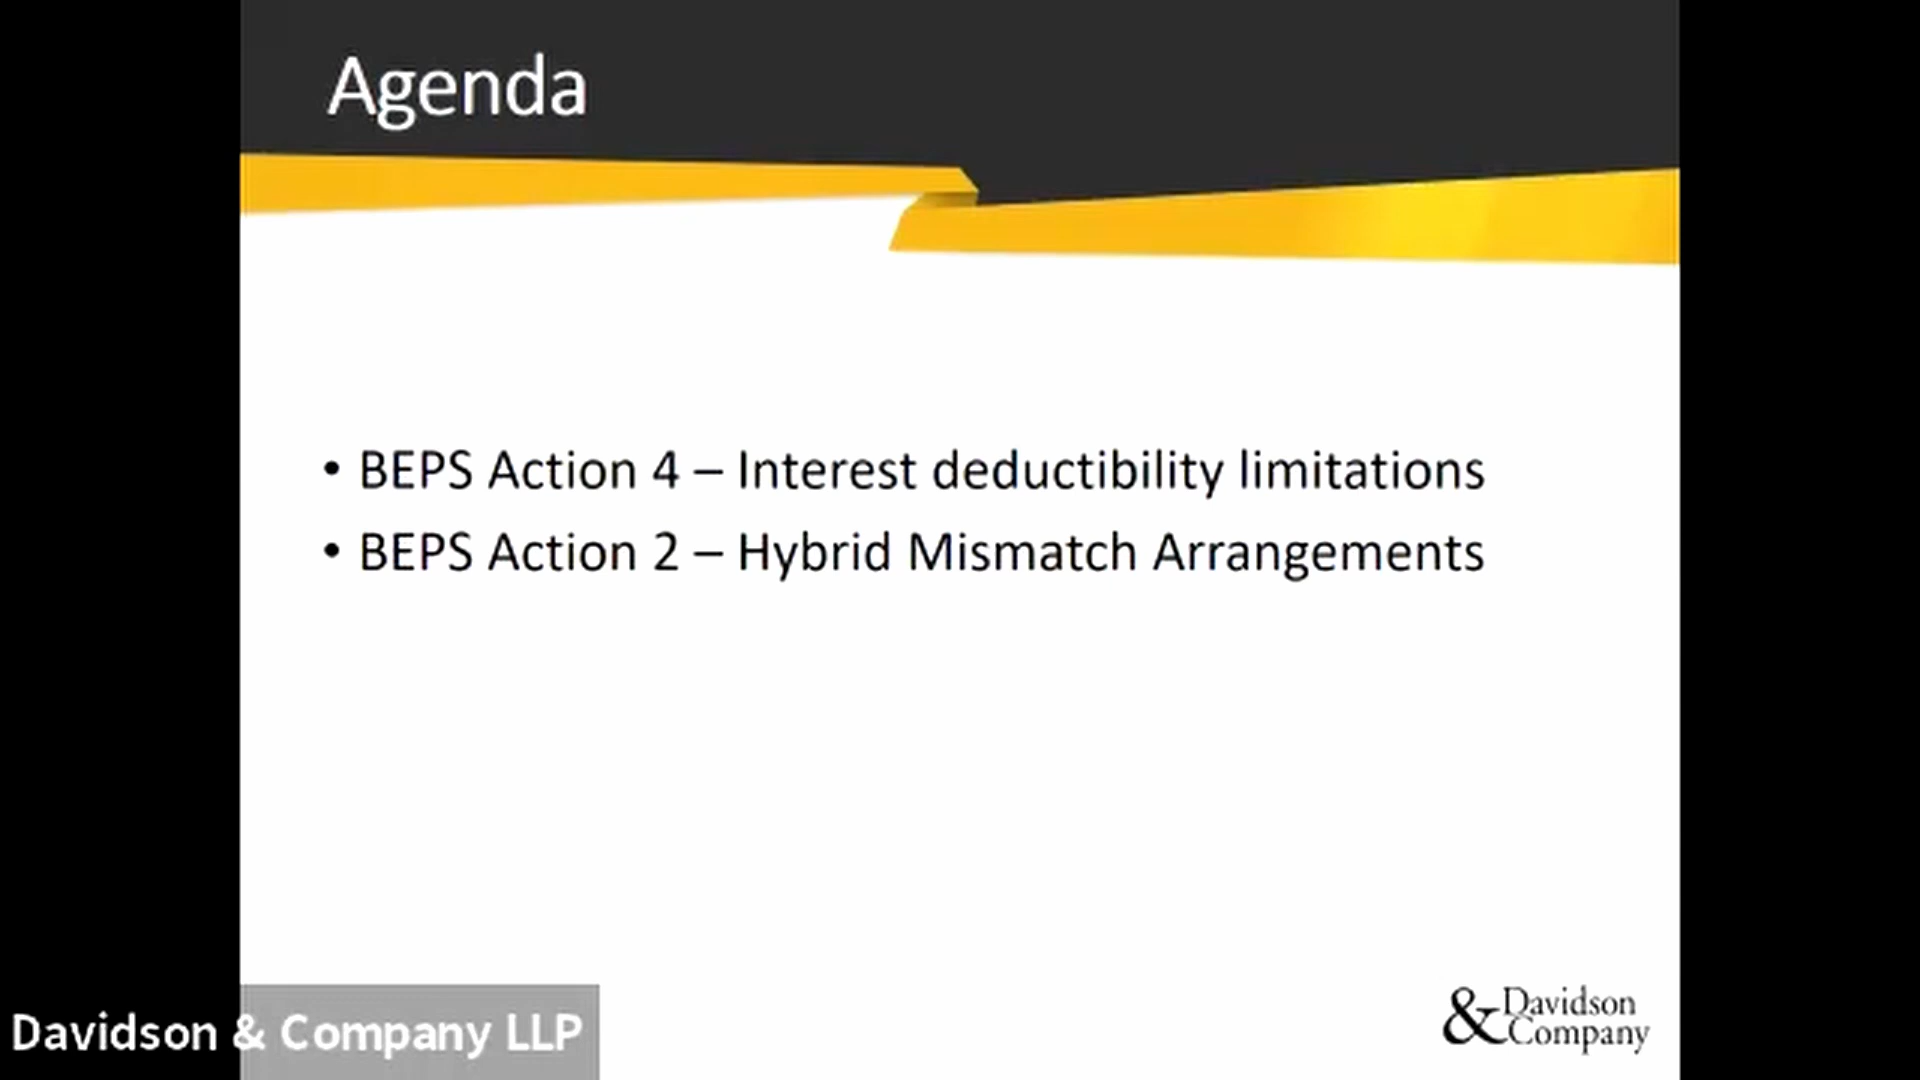 Agenda
• BEPS Action 4 – Interest deductibility limitations
• BEPS Action 2 – Hybrid Mismatch Arrangements
Davidson & Company LLP
& Davidson
Company